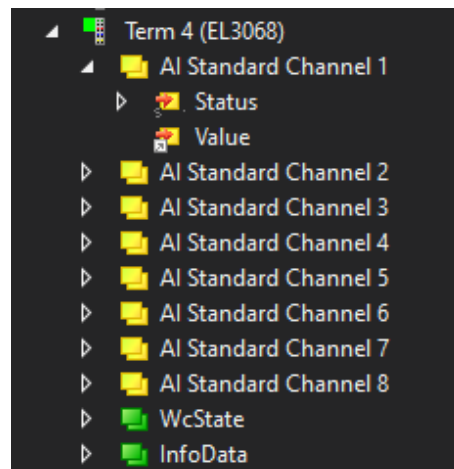 Term 4 (EL3068)
AI Standard Channel 1
Status
Value
AI Standard Channel 2
AI Standard Channel 3
AI Standard Channel 4
AI Standard Channel 5
AI Standard Channel 6
AI Standard Channel 7
AI Standard Channel 8
WcState
InfoData